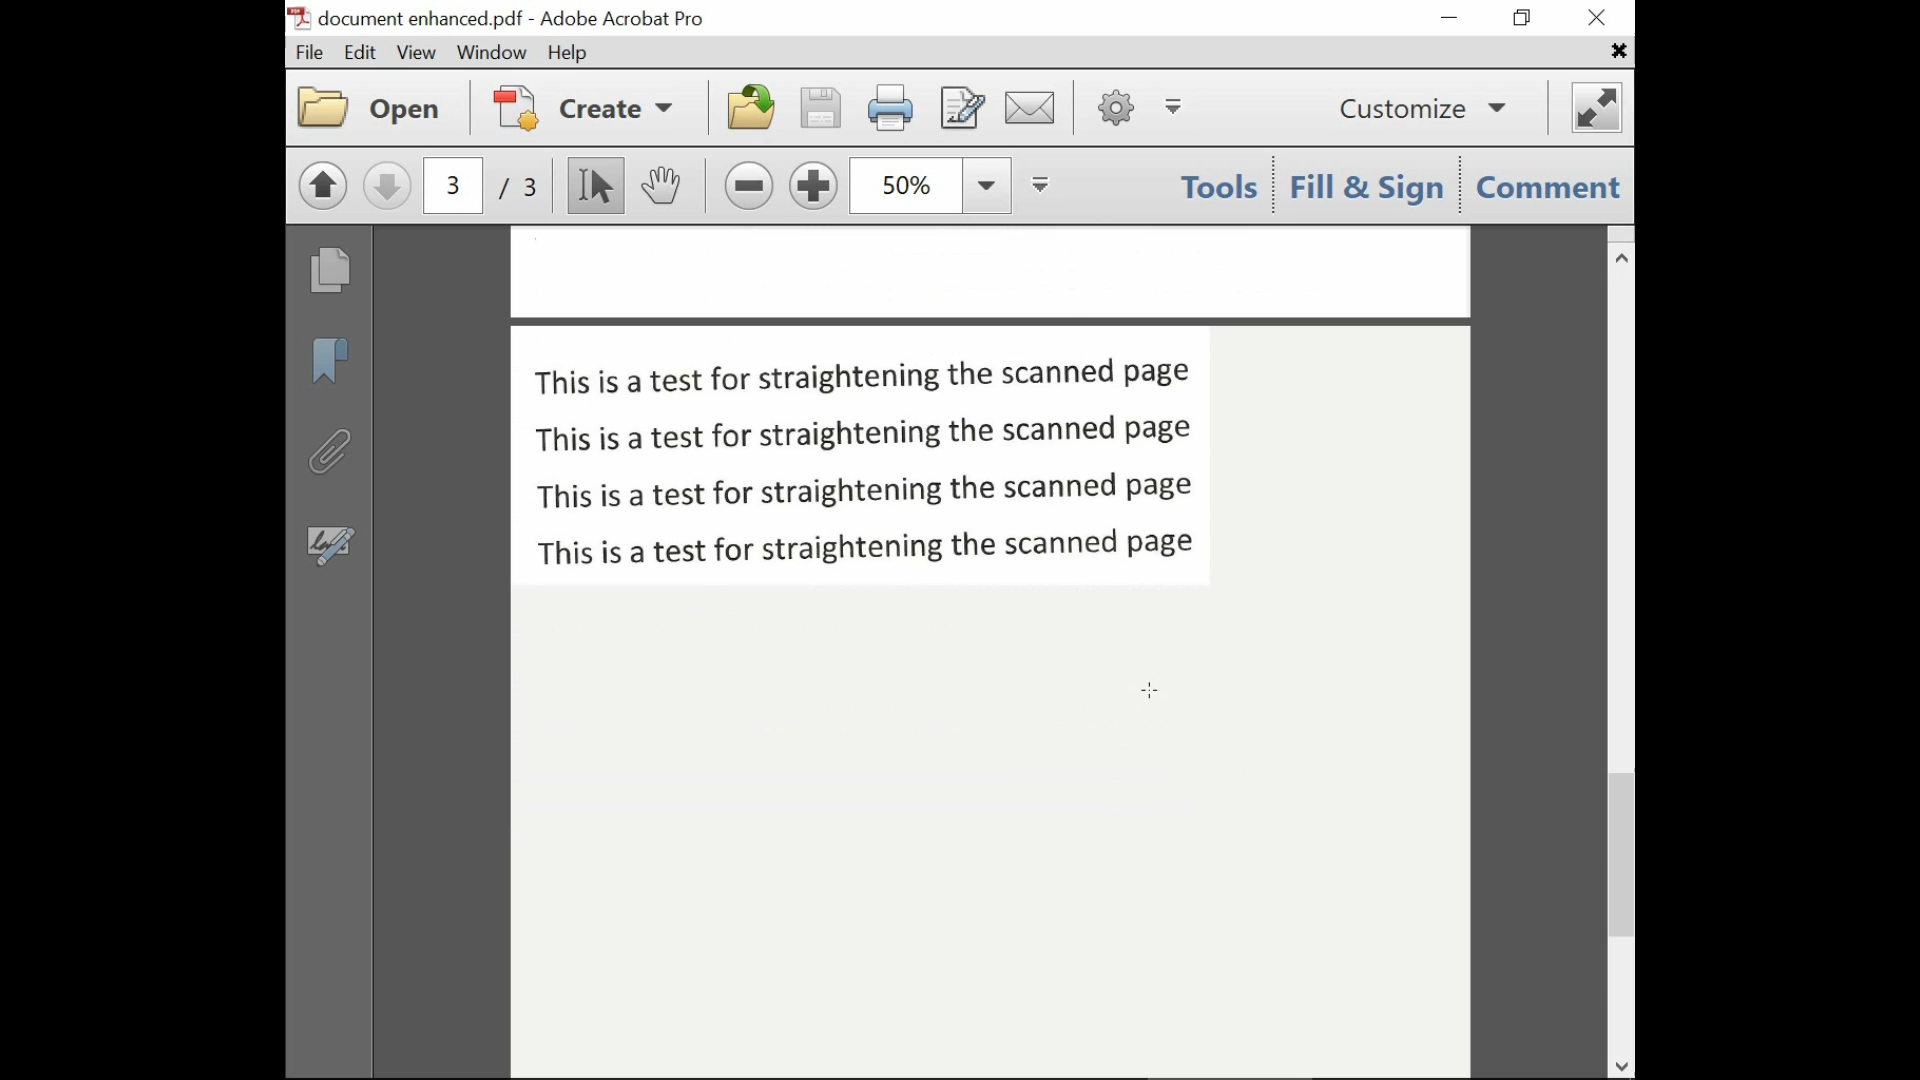 document enhanced.pdf - Adobe Acrobat Pro
File Edit View Window Help
Open Create Customize
3 / 3 50% Tools Fill & Sign Comment
This is a test for straightening the scanned page
This is a test for straightening the scanned page
This is a test for straightening the scanned page
This is a test for straightening the scanned page